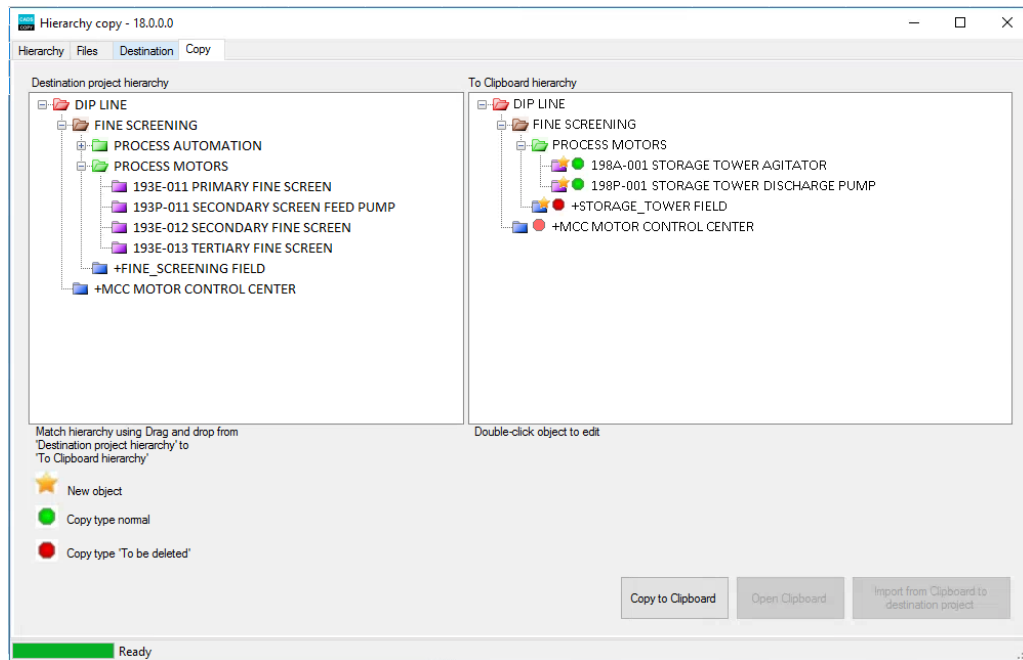 CADS
COPY
Hierarchy copy - 18.0.0.0
Hierarchy Files Destination Copy
Destination project hierarchy
DIP LINE
FINE SCREENING
PROCESS AUTOMATION
PROCESS MOTORS
193E-011 PRIMARY FINE SCREEN
193P-011 SECONDARY SCREEN FEED PUMP
193E-012 SECONDARY FINE SCREEN
193E-013 TERTIARY FINE SCREEN
+FINE_SCREENING FIELD
+MCC MOTOR CONTROL CENTER
Match hierarchy using Drag and drop from
'Destination project hierarchy' to
'To Clipboard hierarchy'
To Clipboard hierarchy
DIP LINE
FINE SCREENING
PROCESS MOTORS
198A-001 STORAGE TOWER AGITATOR
198P-001 STORAGE TOWER DISCHARGE PUMP
+STORAGE_TOWER FIELD
+MCC MOTOR CONTROL CENTER
Double-click object to edit
New object
Copy type normal
Copy type 'To be deleted'
Copy to Clipboard
Open Clipboard
Import from Clipboard to
destination project
Ready